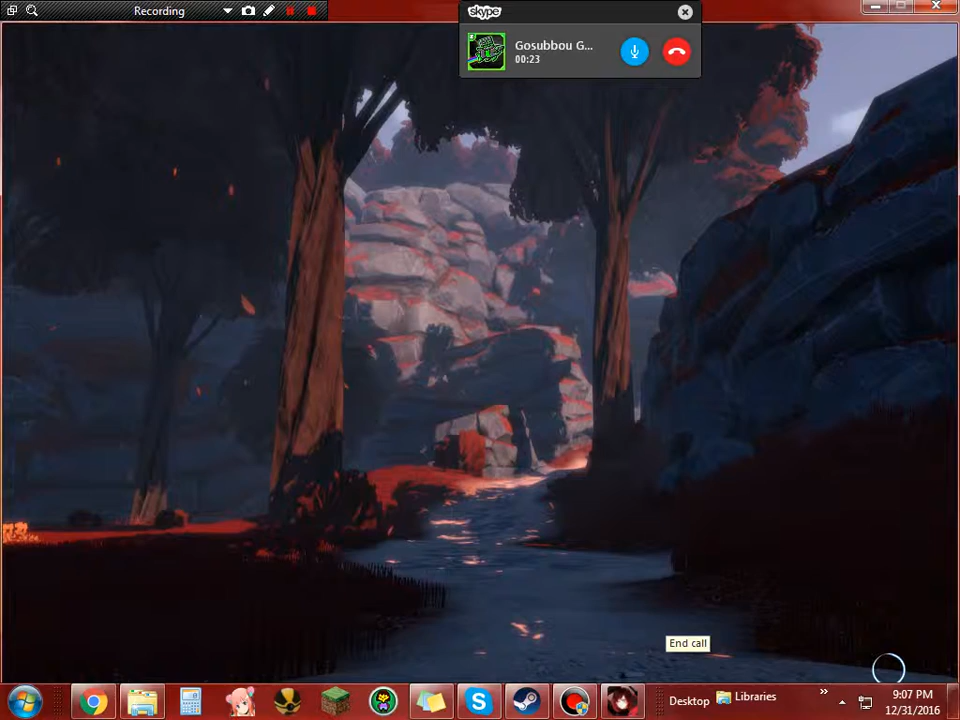 Recording
skype
Gosubbou G...
00:23
End call
Desktop
Libraries
»
9:07 PM
12/31/2016